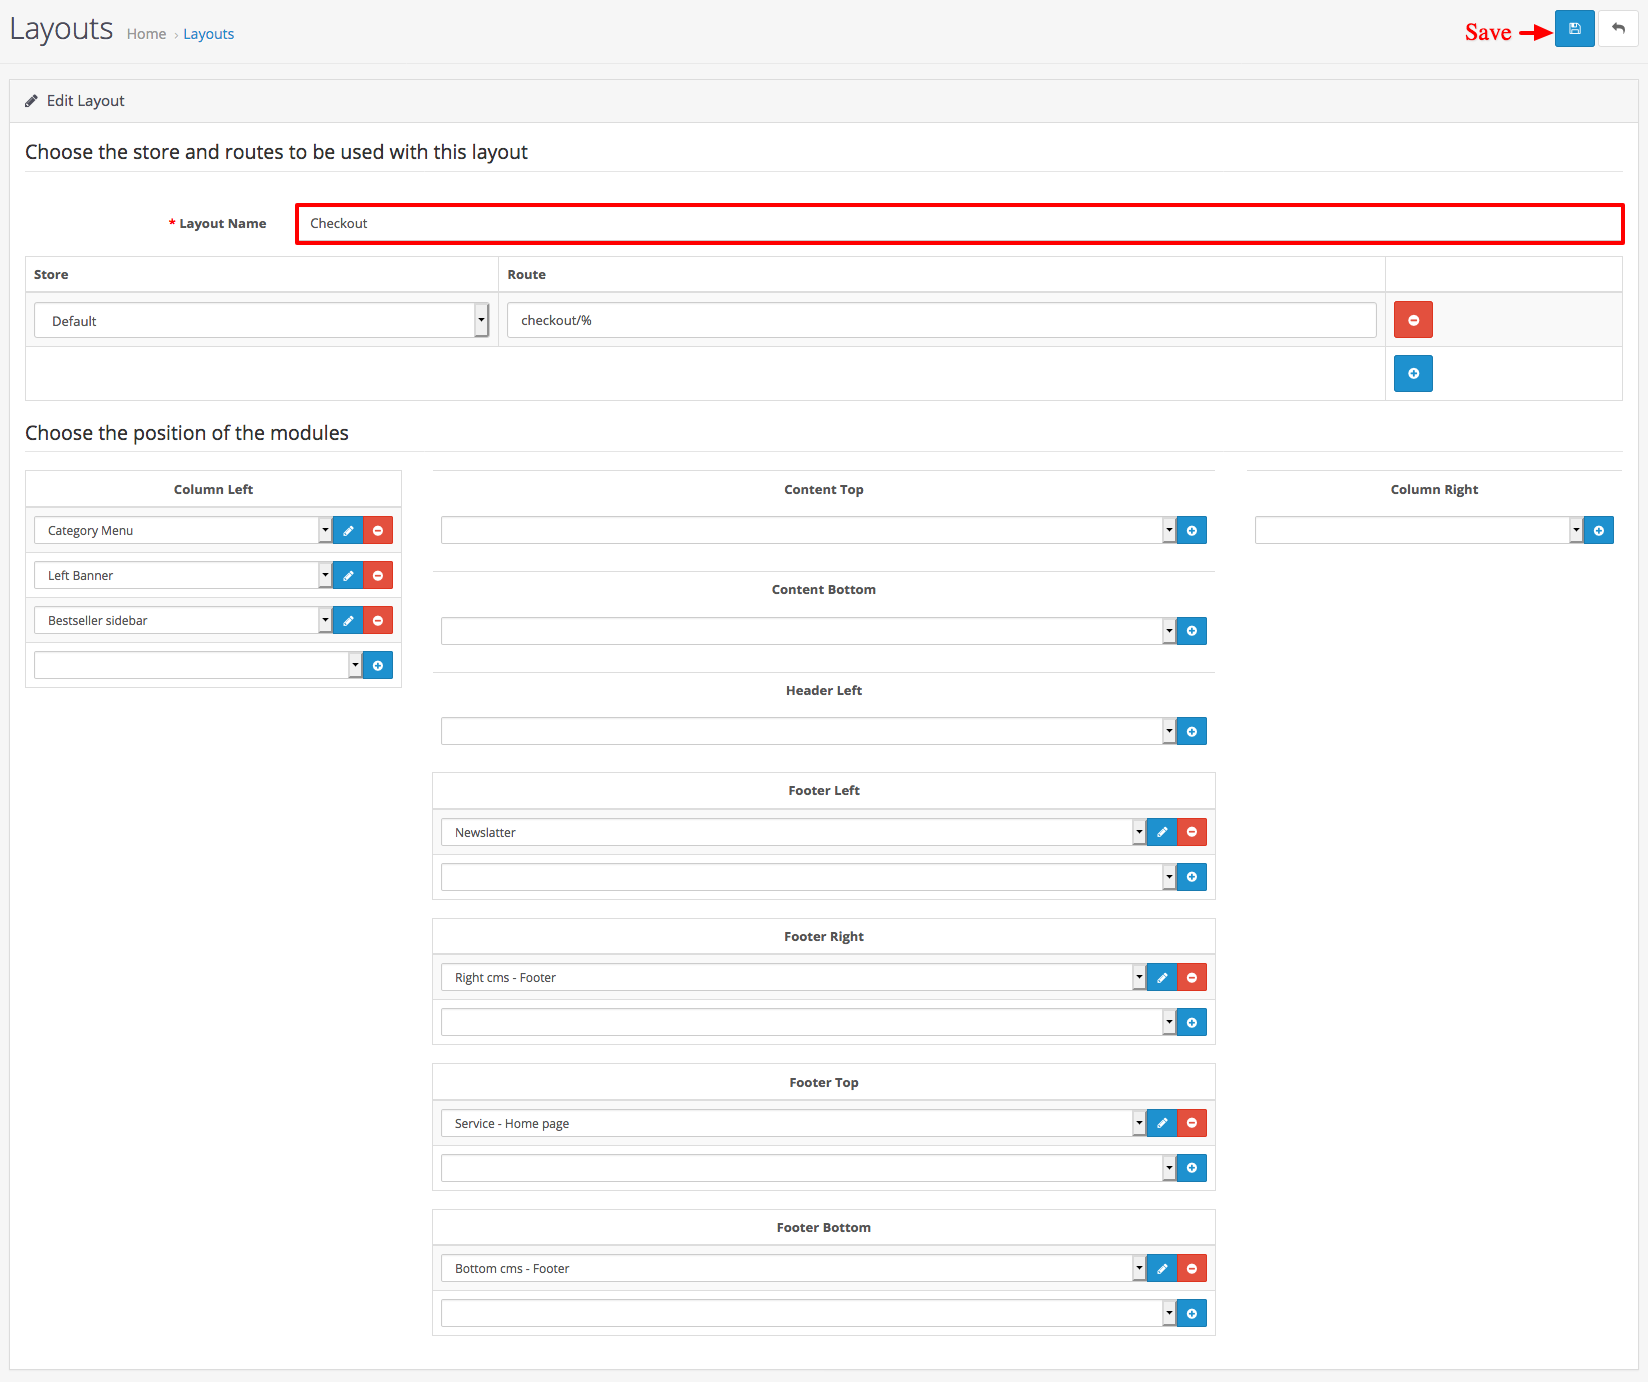 Layouts Home › Layouts
Save
Edit Layout
Choose the store and routes to be used with this layout
* Layout Name Checkout
Store Route
Default checkout/%
Choose the position of the modules
Column Left
Category Menu
Left Banner
Bestseller sidebar
Content Top
Content Bottom
Header Left
Footer Left
Newslatter
Footer Right
Right cms - Footer
Footer Top
Service - Home page
Footer Bottom
Bottom cms - Footer
Column Right